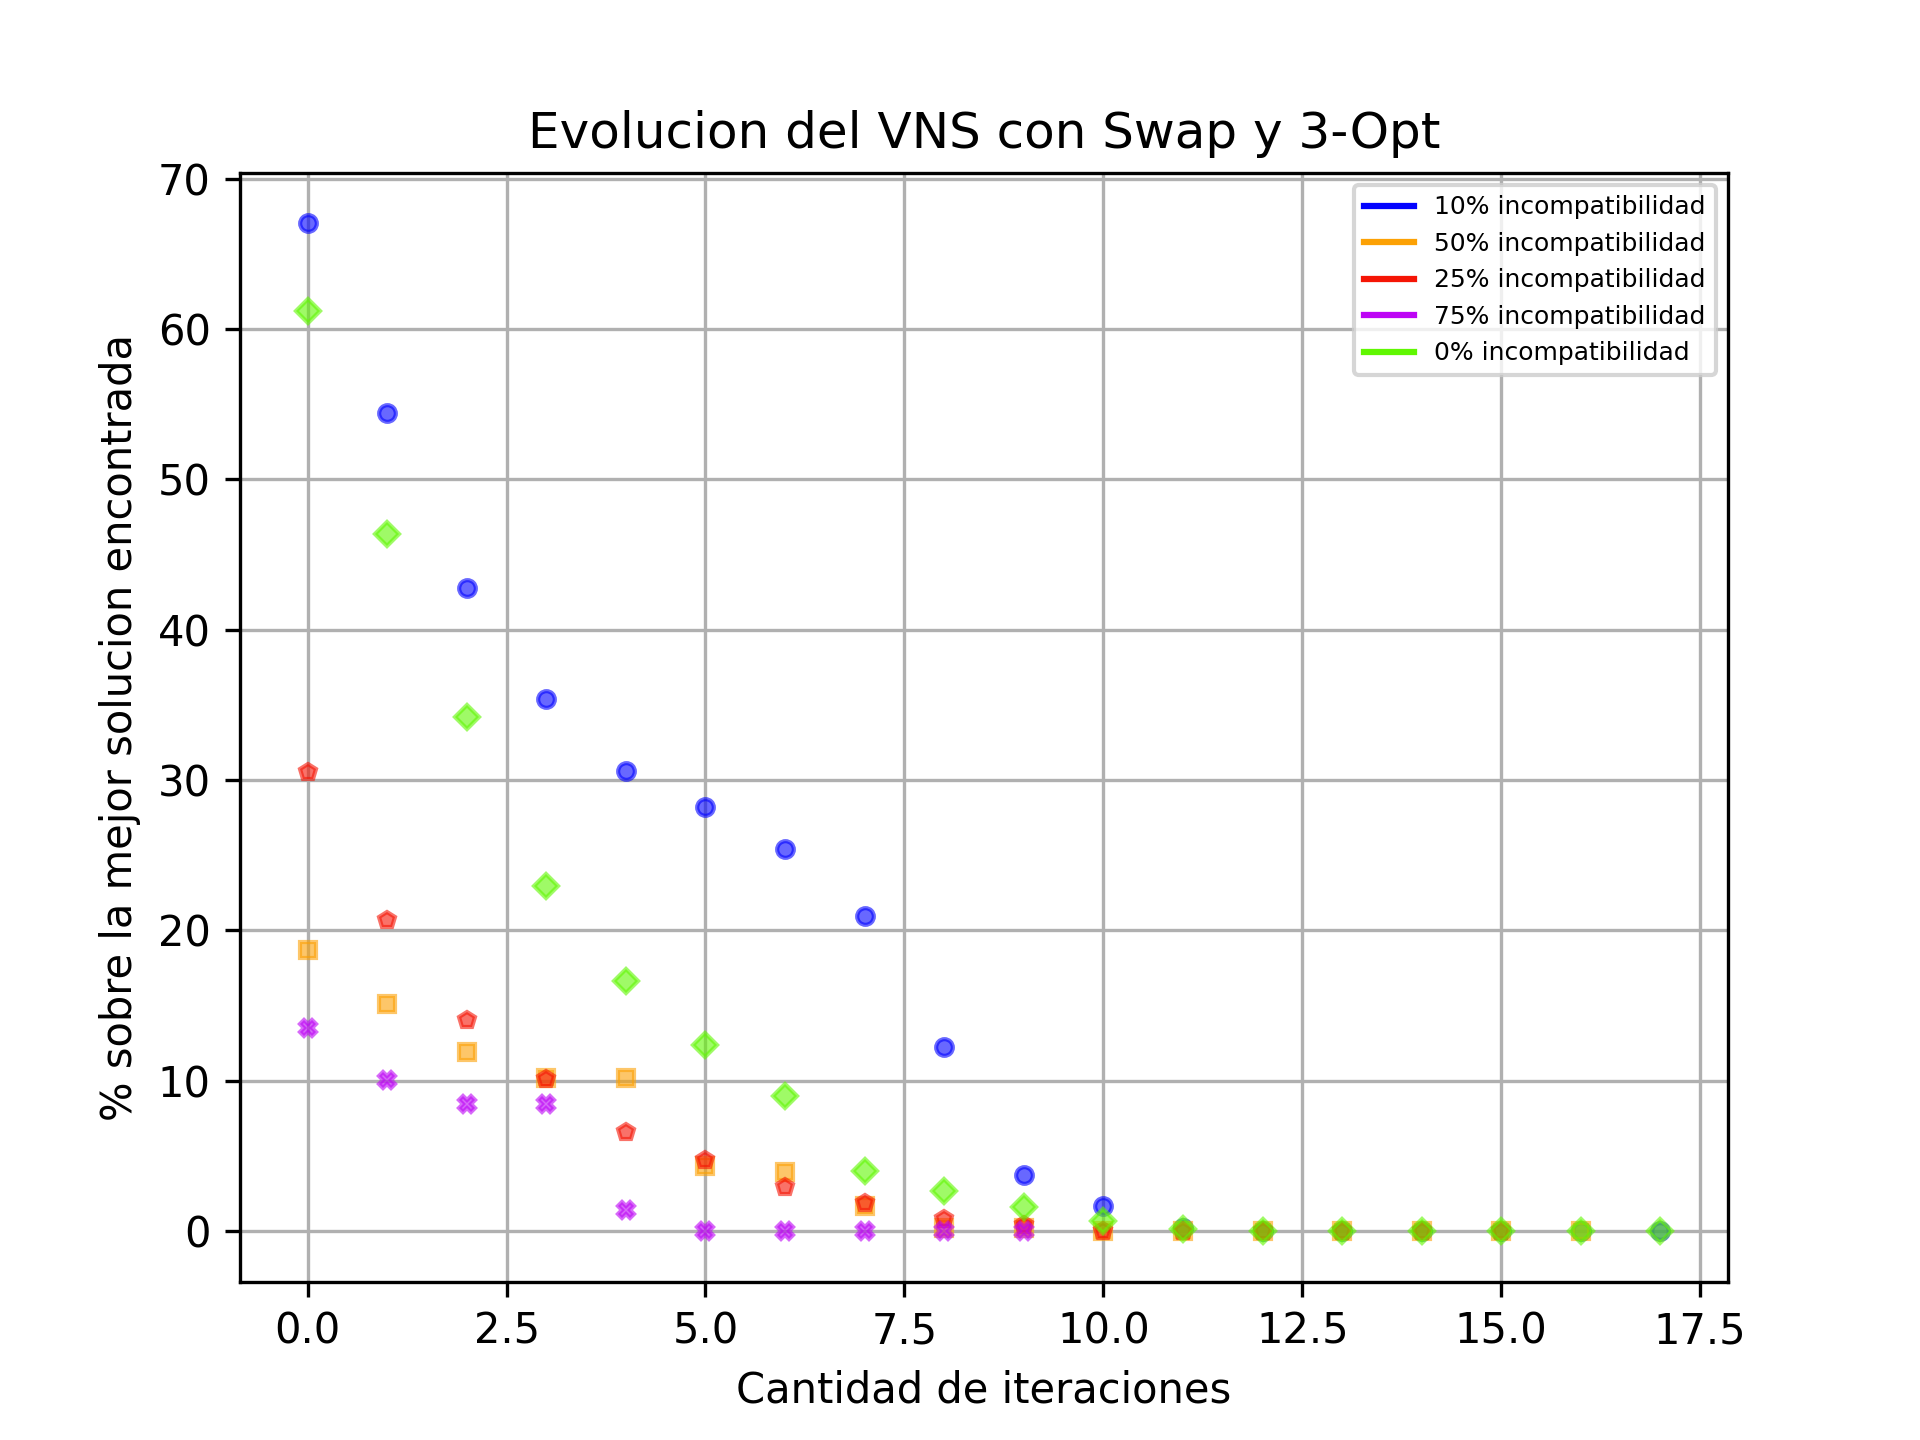 Evolucion del VNS con Swap y 3-Opt
% sobre la mejor solucion encontrada
70
60
50
40
30
20
10
0
10% incompatibilidad
50% incompatibilidad
25% incompatibilidad
75% incompatibilidad
0% incompatibilidad
0.0 2.5 5.0 7.5 10.0 12.5 15.0 17.5
Cantidad de iteraciones